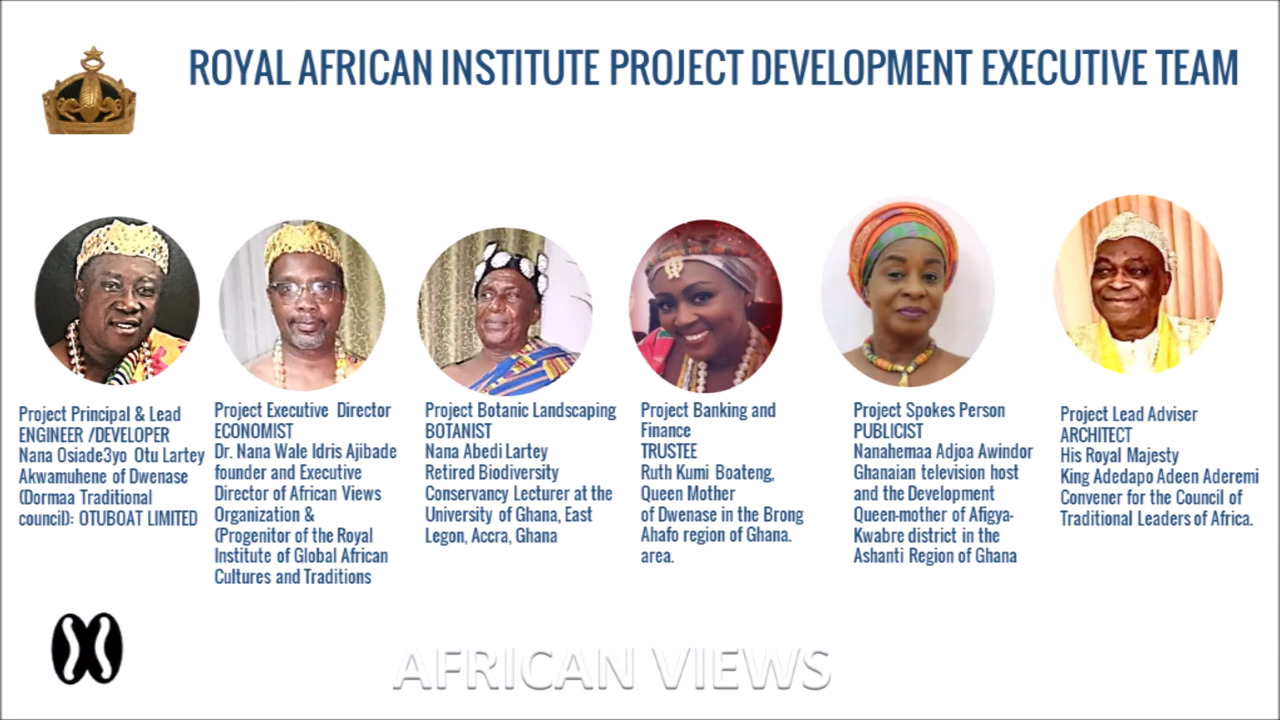 ROYAL AFRICAN INSTITUTE PROJECT DEVELOPMENT EXECUTIVE TEAM
Project Principal & Lead
ENGINEER /DEVELOPER
Nana Osiade3yo Otu Lartey
Akwamuhene of Dwenase
(Dormaa Traditional
council): OTUBOAT LIMITED
Project Executive Director
ECONOMIST
Dr. Nana Wale Idris Ajibade
founder and Executive
Director of African Views
Organization &
(Progenitor of the Royal
Institute of Global African
Cultures and Traditions
Project Botanic Landscaping
BOTANIST
Nana Abedi Lartey
Retired Biodiversity
Conservancy Lecturer at the
University of Ghana, East
Legon, Accra, Ghana
Project Banking and
Finance
TRUSTEE
Ruth Kumi Boateng,
Queen Mother
of Dwenase in the Brong
Ahafo region of Ghana.
area.
Project Spokes Person
PUBLICIST
Nanahemaa Adjoa Awindor
Ghanaian television host
and the Development
Queen-mother of Afigya-
Kwabre district in the
Ashanti Region of Ghana
Project Lead Adviser
ARCHITECT
His Royal Majesty
King Adedapo Adeen Aderemi
Convener for the Council of
Traditional Leaders of Africa.
AFRICAN VIEWS